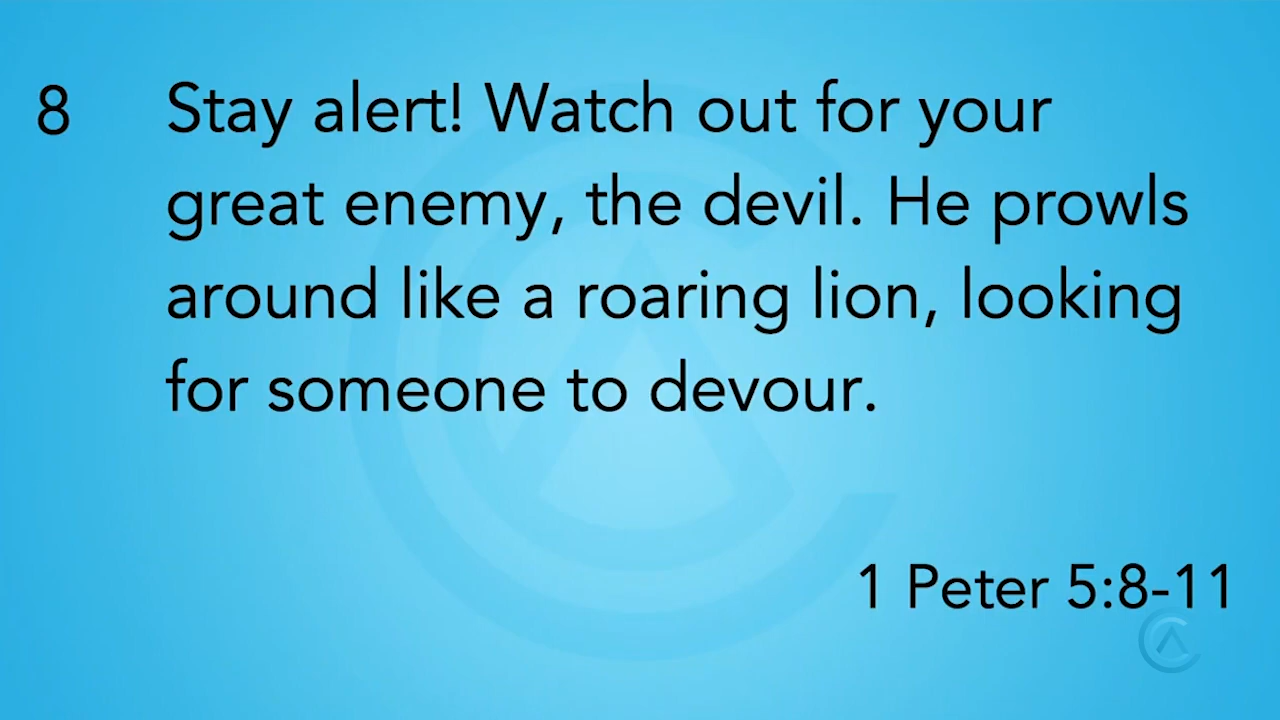 8 Stay alert! Watch out for your
great enemy, the devil. He prowls
around like a roaring lion, looking
for someone to devour.
1 Peter 5:8-11